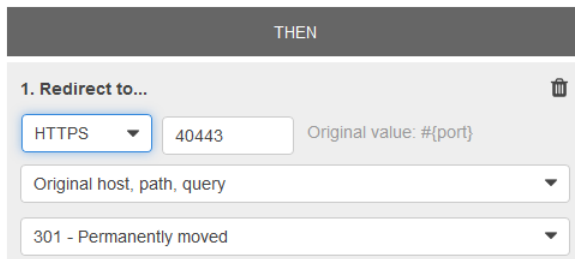 THEN
1. Redirect to...
HTTPS 40443 Original value: #{port}
Original host, path, query
301 - Permanently moved